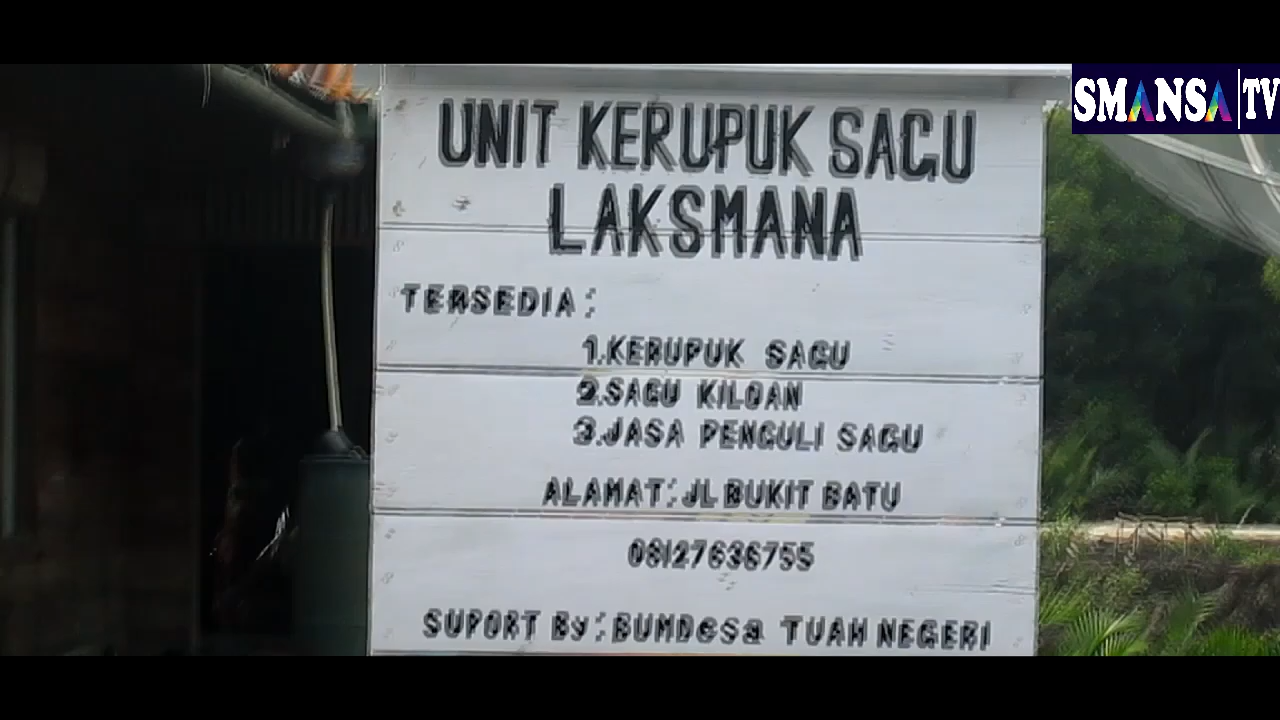 SMANSA TV
UNIT KERUPUK SAGU
LAKSMANA
TERSEDIA:
1.KERUPUK SAGU
2.SAGU KILOAN
3.JASA PENGULI SAGU
ALAMAT: JL BUKIT BATU
08127636755
SUPORT By: BUMDesa TUAH NEGERI